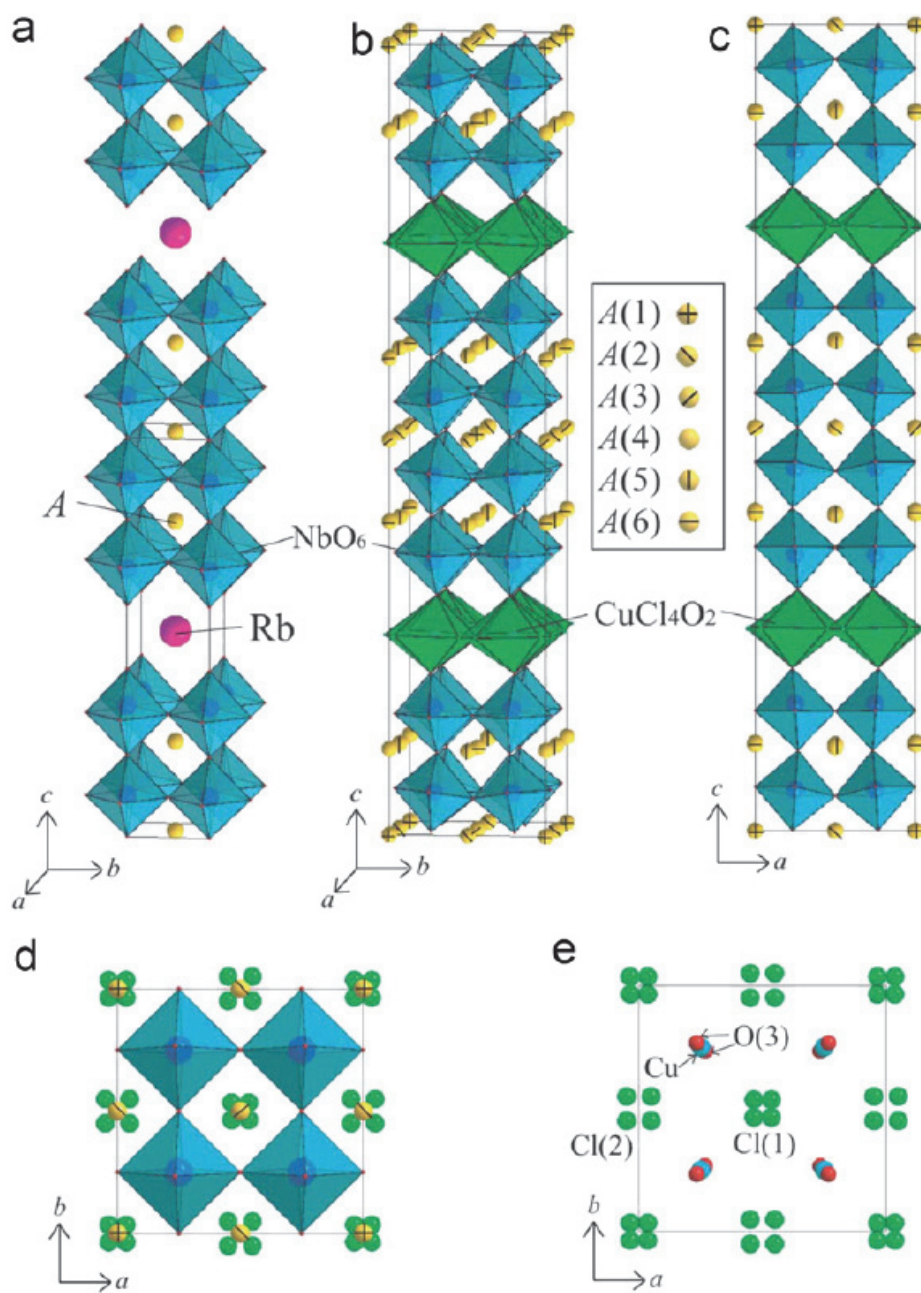 a
b
c
A(1)
A(2)
A(3)
A(4)
A(5)
A(6)
A
NbO₆
Rb
CuCl₄O₂
c
b
a
c
b
a
c
a
d
e
O(3)
Cu
Cl(2)
Cl(1)
b
a
b
a